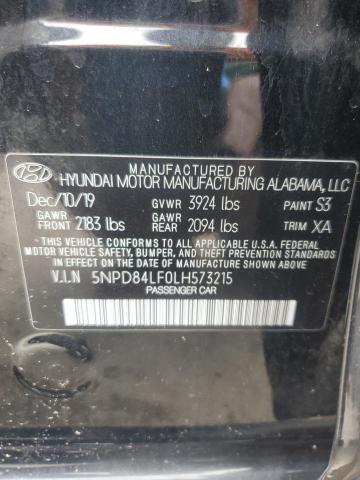 MANUFACTURED BY
HYUNDAI MOTOR MANUFACTURING ALABAMA, LLC
Dec/10/19 GVWR 3924 lbs PAINT S3
GAWR FRONT 2183 lbs GAWR REAR 2094 lbs TRIM XA
THIS VEHICLE CONFORMS TO ALL APPLICABLE U.S.A. FEDERAL
MOTOR VEHICLE SAFETY, BUMPER, AND THEFT PREVENTION
STANDARDS IN EFFECT ON THE DATE OF MANUFACTURE SHOWN ABOVE.
V.I.N 5NPD84LF0LH573215
PASSENGER CAR